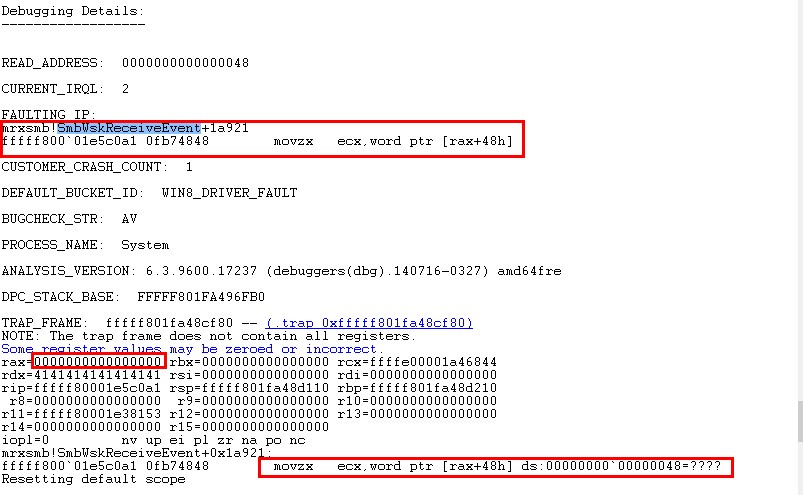 Debugging Details:
------------------
READ_ADDRESS:  0000000000000048
CURRENT_IRQL:  2
FAULTING_IP:
mrxsmb!SmbWskReceiveEvent+1a921
fffff800`01e5c0a1 0fb74848        movzx   ecx,word ptr [rax+48h]
CUSTOMER_CRASH_COUNT:  1
DEFAULT_BUCKET_ID:  WIN8_DRIVER_FAULT
BUGCHECK_STR:  AV
PROCESS_NAME:  System
ANALYSIS_VERSION: 6.3.9600.17237 (debuggers(dbg).140716-0327) amd64fre
DPC_STACK_BASE:  FFFFF801FA496FB0
TRAP_FRAME:  fffff801fa48cf80 -- (.trap 0xfffff801fa48cf80)
NOTE: The trap frame does not contain all registers.
Some register values may be zeroed or incorrect.
rax=0000000000000000 rbx=0000000000000000 rcx=ffffe00001a46844
rdx=4141414141414141 rsi=0000000000000000 rdi=0000000000000000
rip=fffff80001e5c0a1 rsp=fffff801fa48d110 rbp=fffff801fa48d210
 r8=0000000000000000  r9=0000000000000000 r10=0000000000000000
r11=fffff80001e38153 r12=0000000000000000 r13=0000000000000000
r14=0000000000000000 r15=0000000000000000
iopl=0         nv up ei pl zr na po nc
mrxsmb!SmbWskReceiveEvent+0x1a921:
fffff800`01e5c0a1 0fb74848        movzx   ecx,word ptr [rax+48h] ds:00000000`00000048=????
Resetting default scope